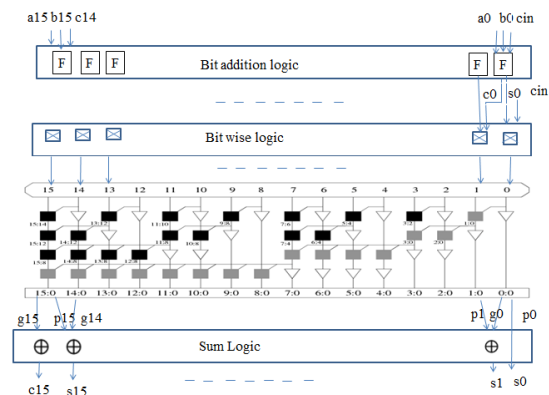 a15 b15 c14 a0 b0 cin
F F F Bit addition logic F F
c0 s0 cin
Bit wise logic
15 14 13 12 11 10 9 8 7 6 5 4 3 2 1 0
15:14 13:12 11:10 9:8 7:6 5:4 3:2 1:0
15:12 14:12 11:8 10:8 7:4 6:4 3:0 2:0
15:8 14:8 13:8 12:8
15:0 14:0 13:0 12:0 11:0 10:0 9:0 8:0 7:0 6:0 5:0 4:0 3:0 2:0 1:0 0:0
g15 p15 g14 p1 g0 p0
Sum Logic
c15 s15 s1 s0